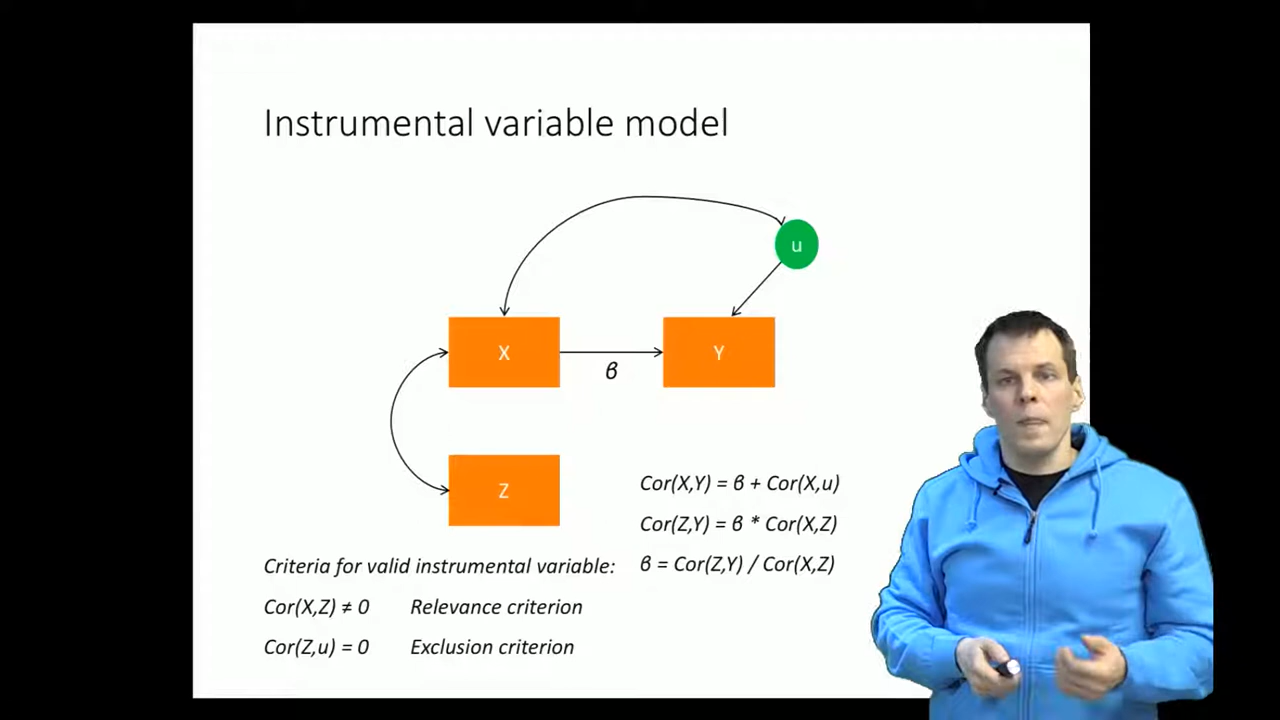 Instrumental variable model
u
X
Y
β
Z
Cor(X,Y) = β + Cor(X,u)
Cor(Z,Y) = β * Cor(X,Z)
β = Cor(Z,Y) / Cor(X,Z)
Criteria for valid instrumental variable:
Cor(X,Z) ≠ 0 Relevance criterion
Cor(Z,u) = 0 Exclusion criterion